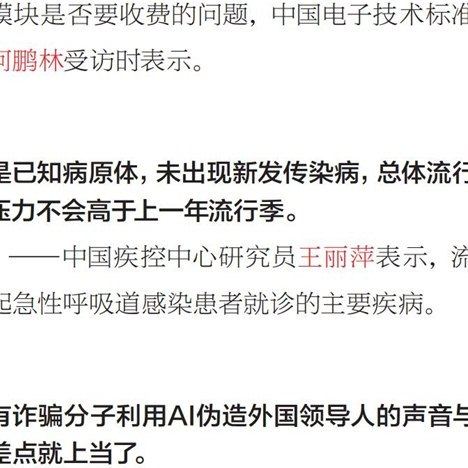 模块是否要收费的问题，中国电子技术标准
何鹏林受访时表示。
是已知病原体，未出现新发传染病，总体流行
压力不会高于上一年流行季。
——中国疾控中心研究员王丽萍表示，流
起急性呼吸道感染患者就诊的主要疾病。
有诈骗分子利用AI伪造外国领导人的声音与
差点就上当了。